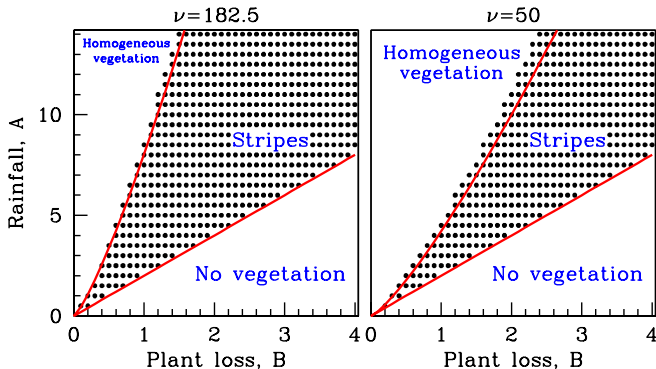 ν=182.5
ν=50
Homogeneous
vegetation
Stripes
No vegetation
Homogeneous
vegetation
Stripes
No vegetation
Rainfall, A
10
5
0
0 1 2 3 4
0 1 2 3 4
Plant loss, B
Plant loss, B